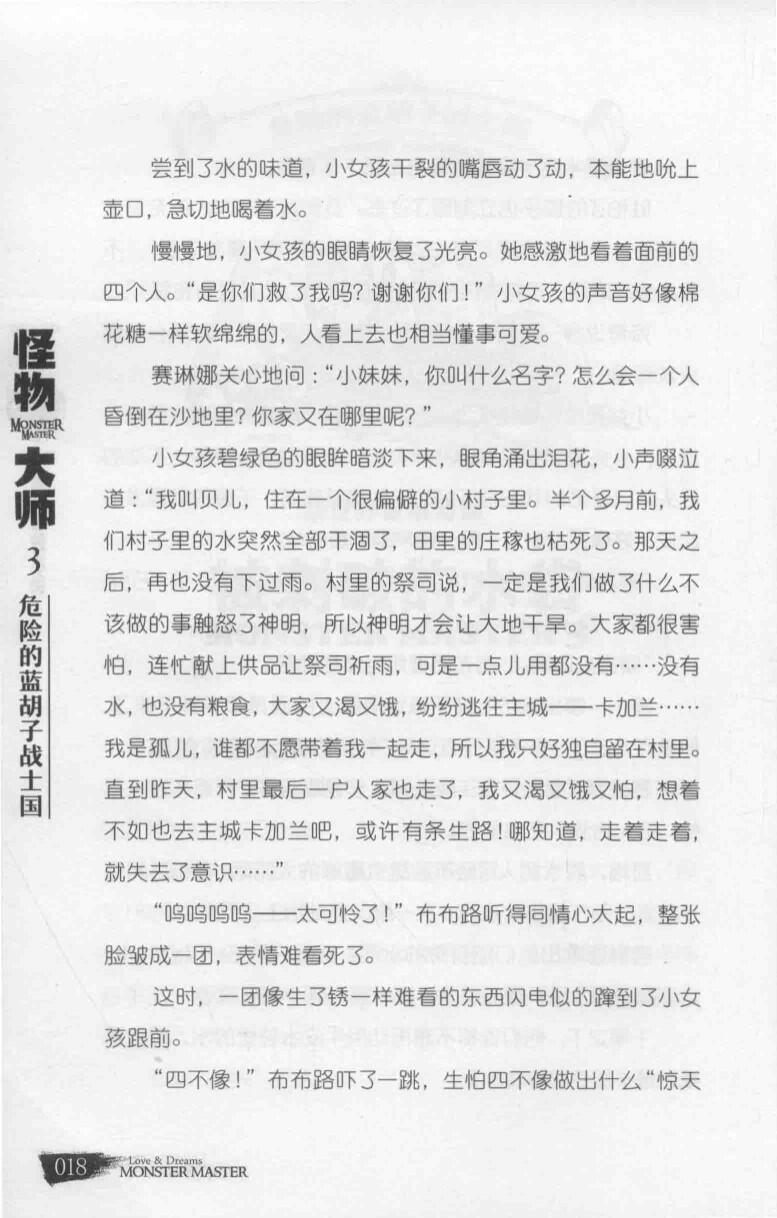 尝到了水的味道，小女孩干裂的嘴唇动了动，本能地吮上
壶口，急切地喝着水。
慢慢地，小女孩的眼睛恢复了光亮。她感激地看着面前的
四个人。“是你们救了我吗？谢谢你们！”小女孩的声音好像棉
花糖一样软绵绵的，人看上去也相当懂事可爱。
赛琳娜关心地问：“小妹妹，你叫什么名字？怎么会一个人
昏倒在沙地里？你家又在哪里呢？”
小女孩碧绿色的眼眸暗淡下来，眼角涌出泪花，小声啜泣
道：“我叫贝儿，住在一个很偏僻的小村子里。半个多月前，我
们村子里的水突然全部干涸了，田里的庄稼也枯死了。那天之
后，再也没有下过雨。村里的祭司说，一定是我们做了什么不
该做的事触怒了神明，所以神明才会让大地干旱。大家都很害
怕，连忙献上供品让祭司祈雨，可是一点儿用都没有……没有
水，也没有粮食，大家又渴又饿，纷纷逃往主城——卡加兰……
我是孤儿，谁都不愿带着我一起走，所以我只好独自留在村里。
直到昨天，村里最后一户人家也走了，我又渴又饿又怕，想着
不如也去主城卡加兰吧，或许有条生路！哪知道，走着走着，
就失去了意识……”
“呜呜呜呜——太可怜了！”布布路听得同情心大起，整张
脸皱成一团，表情难看死了。
这时，一团像生了锈一样难看的东西闪电似的蹿到了小女
孩跟前。
“四不像！”布布路吓了一跳，生怕四不像做出什么“惊天
怪物
MONSTER
MASTER
大师
3
危险的蓝胡子战士国
018
Love & Dreams
MONSTER MASTER